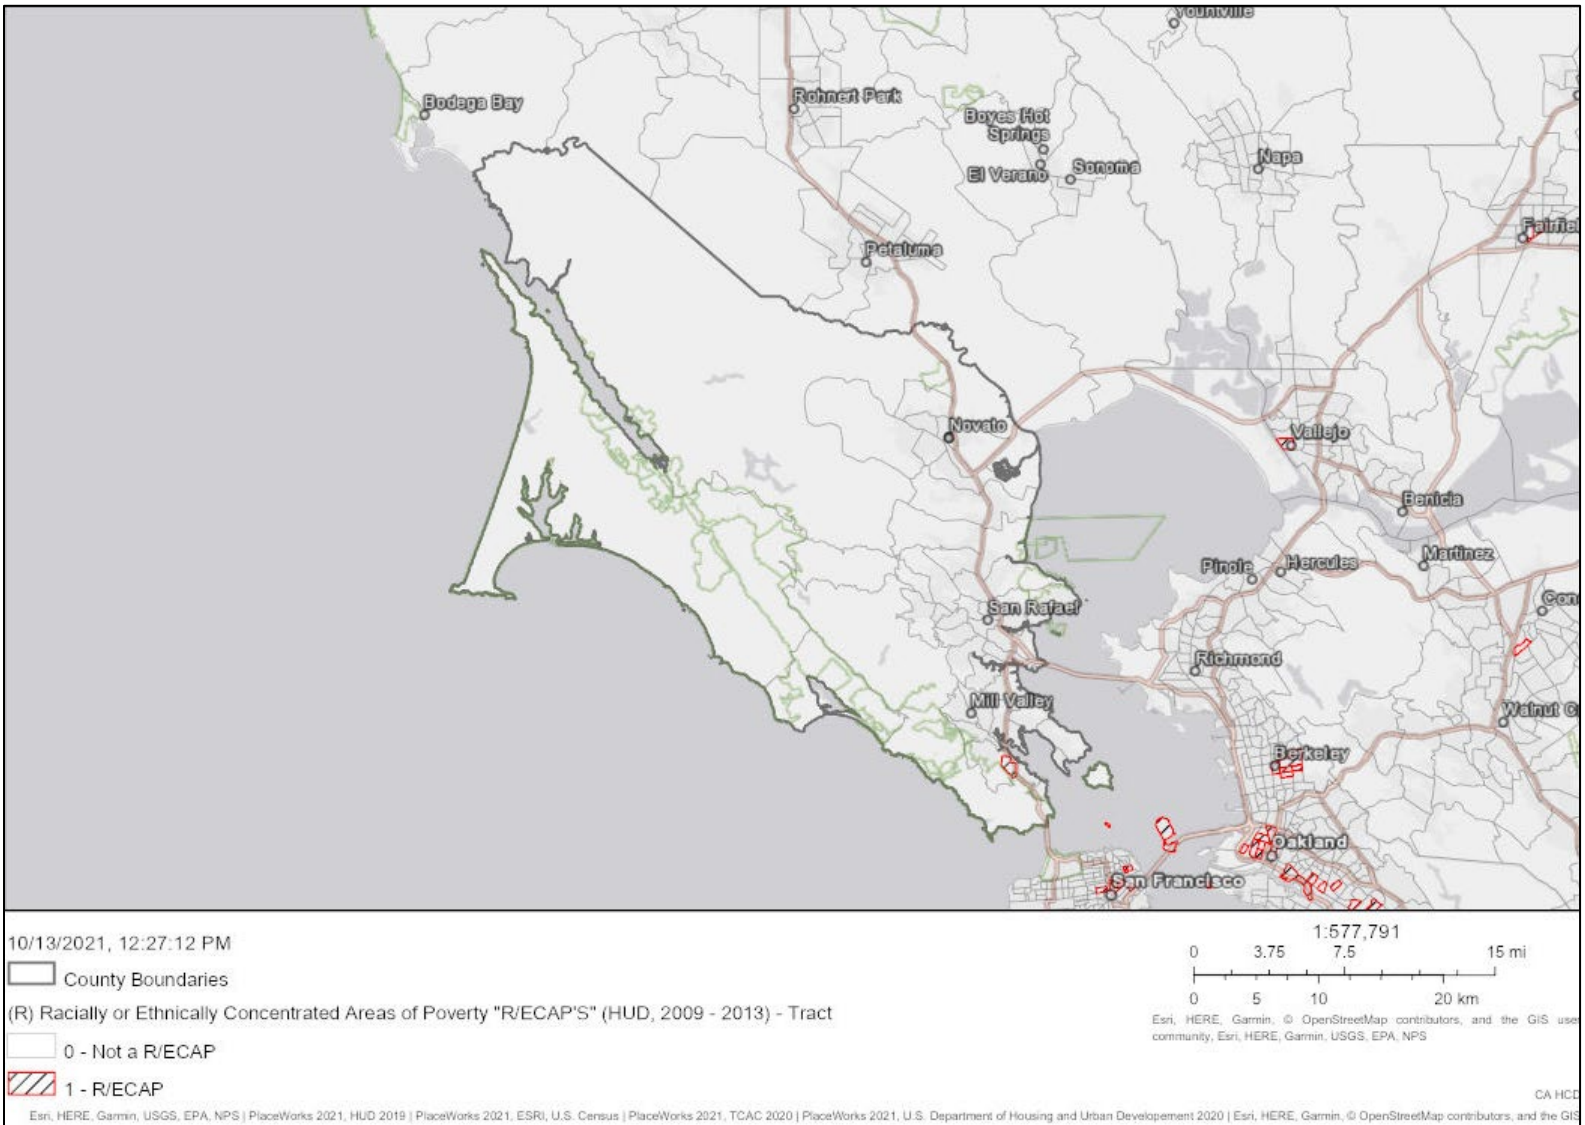 Yountville
Bodega Bay
Rohnert Park
Boyes Hot
Springs
El Verano
Sonoma
Napa
Fairfiel
Petaluma
Novato
Vallejo
Benicia
Martinez
Pinole
Hercules
Con
San Rafael
Richmond
Mill Valley
Walnut C
Berkeley
Oakland
San Francisco
10/13/2021, 12:27:12 PM
County Boundaries
(R) Racially or Ethnically Concentrated Areas of Poverty "R/ECAP'S" (HUD, 2009 - 2013) - Tract
0 - Not a R/ECAP
1 - R/ECAP
1:577,791
0 3.75 7.5 15 mi
0 5 10 20 km
Esri, HERE, Garmin, © OpenStreetMap contributors, and the GIS user
community, Esri, HERE, Garmin, USGS, EPA, NPS
CA HCD
Esri, HERE, Garmin, USGS, EPA, NPS | PlaceWorks 2021, HUD 2019 | PlaceWorks 2021, ESRI, U.S. Census | PlaceWorks 2021, TCAC 2020 | PlaceWorks 2021, U.S. Department of Housing and Urban Developement 2020 | Esri, HERE, Garmin, © OpenStreetMap contributors, and the GIS